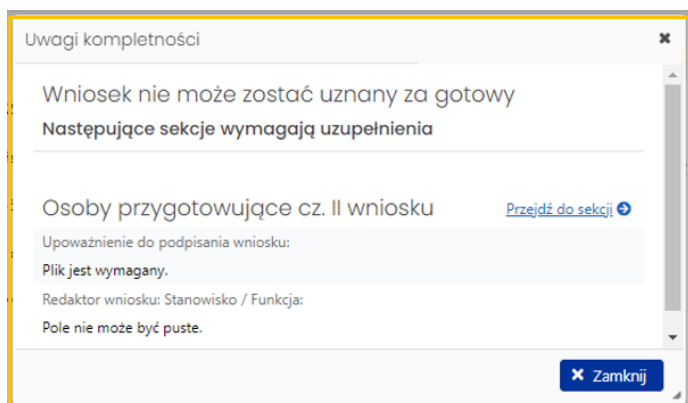 Uwagi kompletności
Wniosek nie może zostać uznany za gotowy
Następujące sekcje wymagają uzupełnienia
Osoby przygotowujące cz. II wniosku Przejdź do sekcji
Upoważnienie do podpisania wniosku:
Plik jest wymagany.
Redaktor wniosku: Stanowisko / Funkcja:
Pole nie może być puste.
Zamknij